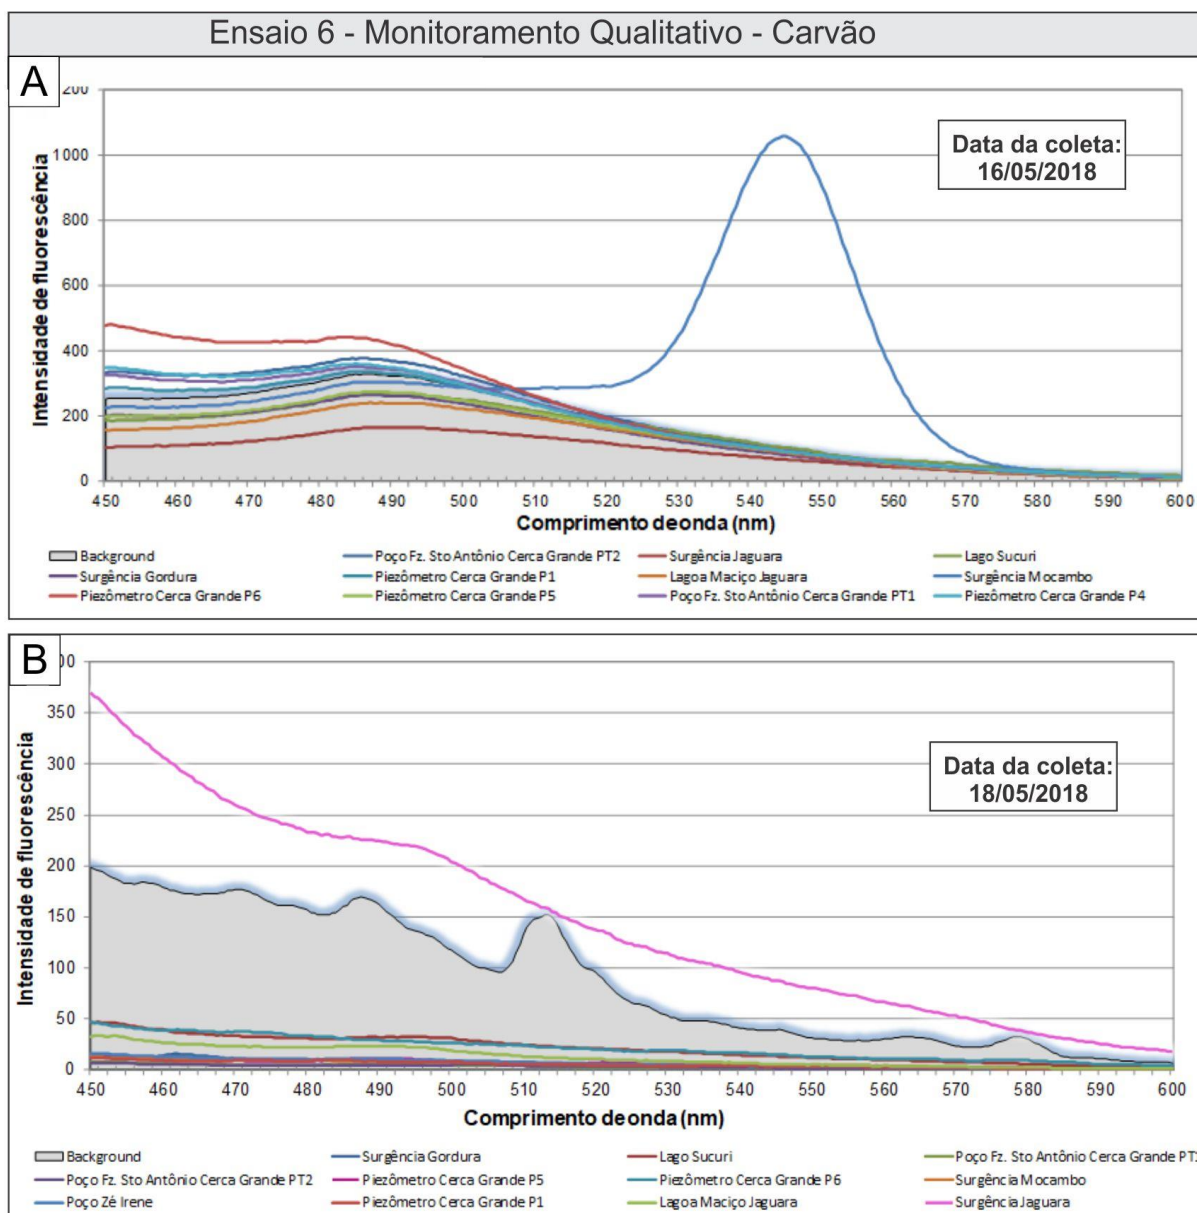 Ensaio 6 - Monitoramento Qualitativo - Carvão
A
200
1000
800
600
400
200
0
Intensidade de fluorescência
Data da coleta:
16/05/2018
450 460 470 480 490 500 510 520 530 540 550 560 570 580 590 600
Comprimento de onda (nm)
Background Poço Fz. Sto Antônio Cerca Grande PT2 Surgência Jaguara Lago Sucuri
Surgência Gordura Piezômetro Cerca Grande P1 Lagoa Maciço Jaguara Surgência Mocambo
Piezômetro Cerca Grande P6 Piezômetro Cerca Grande P5 Poço Fz. Sto Antônio Cerca Grande PT1 Piezômetro Cerca Grande P4
B
00
350
300
250
200
150
100
50
0
Intensidade de fluorescência
Data da coleta:
18/05/2018
450 460 470 480 490 500 510 520 530 540 550 560 570 580 590 600
Comprimento de onda (nm)
Background Surgência Gordura Lago Sucuri Poço Fz. Sto Antônio Cerca Grande
Poço Fz. Sto Antônio Cerca Grande PT2 Piezômetro Cerca Grande P5 Piezômetro Cerca Grande P6 Surgência Mocambo
Poço Zé Irene Piezômetro Cerca Grande P1 Lagoa Maciço Jaguara Surgência Jaguara